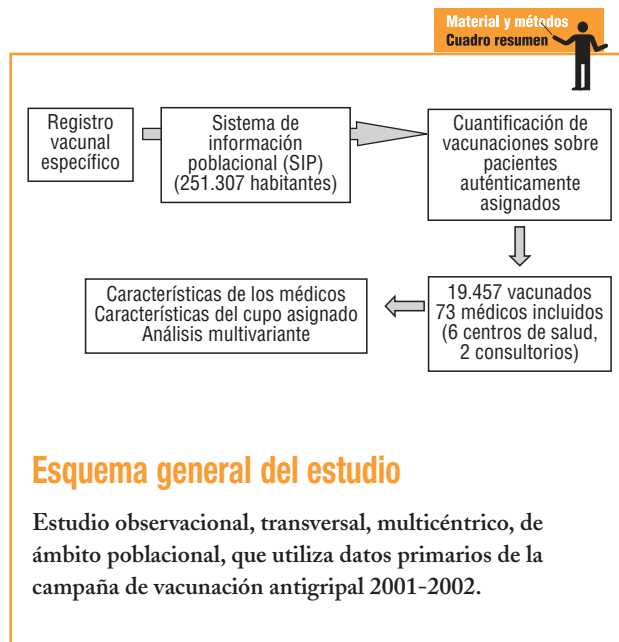 Material y métodos
Cuadro resumen
Registro
vacunal
específico
Sistema de
información
poblacional (SIP)
(251.307 habitantes)
Cuantificación de
vacunaciones sobre
pacientes
auténticamente
asignados
19.457 vacunados
73 médicos incluidos
(6 centros de salud,
2 consultorios)
Características de los médicos
Características del cupo asignado
Análisis multivariante
Esquema general del estudio
Estudio observacional, transversal, multicéntrico, de
ámbito poblacional, que utiliza datos primarios de la
campaña de vacunación antigripal 2001-2002.